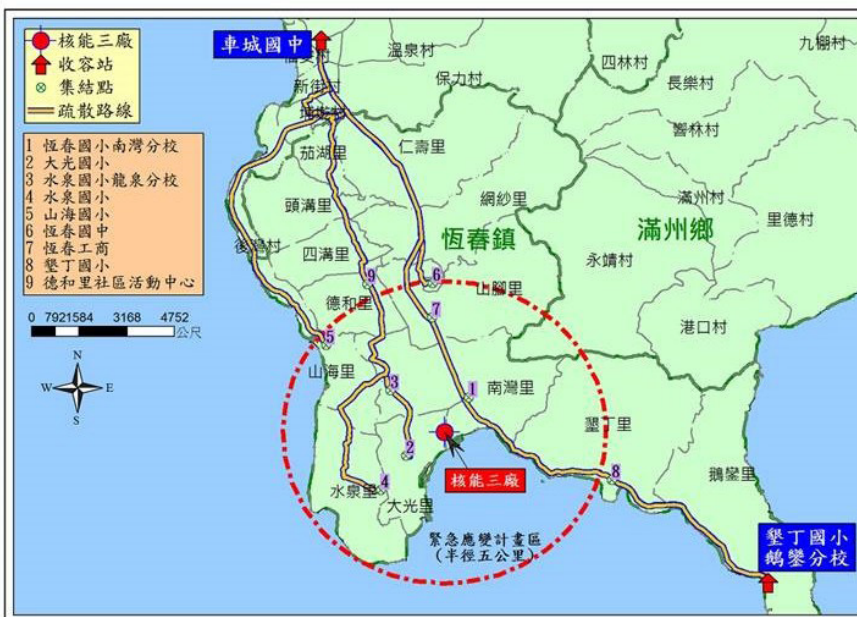 核能三廠
收容站
集結點
疏散路線
1 恆春國小南灣分校
2 大光國小
3 水泉國小龍泉分校
4 水泉國小
5 山海國小
6 恆春國中
7 恆春工商
8 墾丁國小
9 德和里社區活動中心
0 7921584 3168 4752
公尺
N
W
E
S
車城國中
溫泉村
四林村
九棚村
保力村
長樂村
新街村
響林村
仁壽里
茄湖里
網紗里
滿州村
里德村
頭溝里
恆春鎮
滿州鄉
後灣村
四溝里
永靖村
9
6
山腳里
德和里
7
港口村
5
山海里
3
南灣里
1
墾丁里
2
核能三廠
8
鵝鑾里
4
水泉里
大光里
緊急應變計畫區
(半徑五公里)
墾丁國小
鵝鑾分校